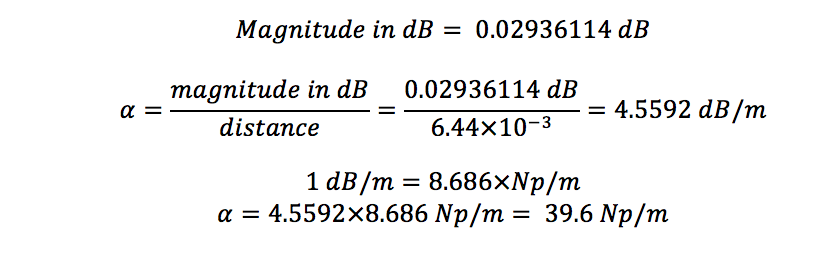 Magnitude in dB = 0.02936114 dB
α = magnitude in dB / distance = 0.02936114 dB / 6.44×10⁻³ = 4.5592 dB/m
1 dB/m = 8.686×Np/m
α = 4.5592×8.686 Np/m = 39.6 Np/m